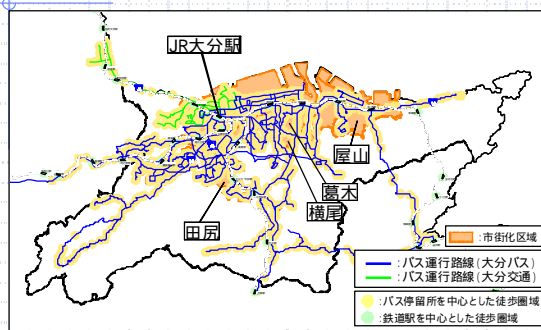 JR大分駅
屋山
葛木
横尾
田尻
:市街化区域
:バス運行路線(大分バス)
:バス運行路線(大分交通)
:バス停留所を中心とした徒歩圏域
:鉄道駅を中心とした徒歩圏域